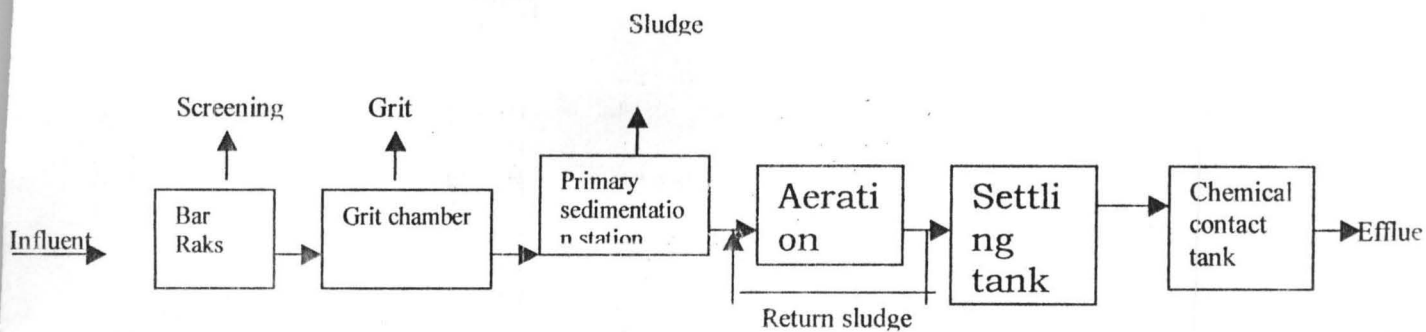 Sludge
Screening
Grit
Influent
Bar
Raks
Grit chamber
Primary
sedimentatio
n station
Aerati
on
Settli
ng
tank
Chemical
contact
tank
Efflue
Return sludge